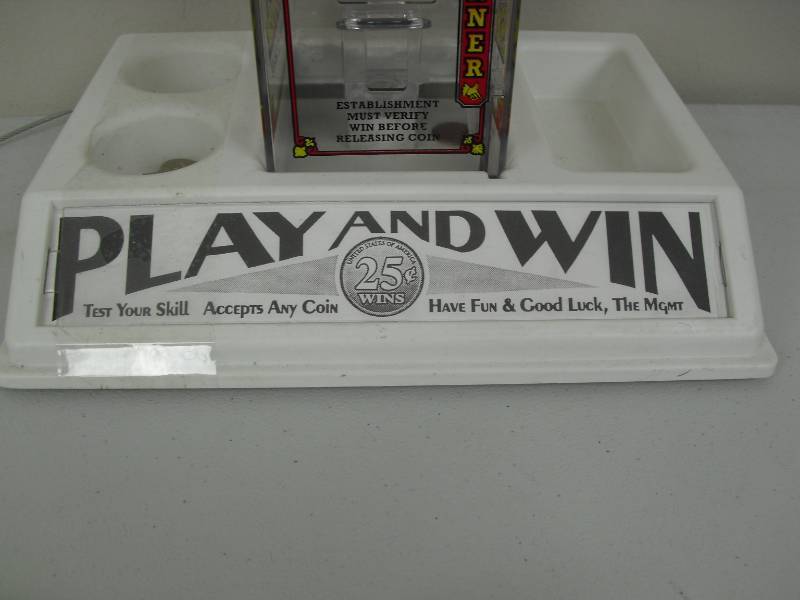 NER
ESTABLISHMENT
MUST VERIFY
WIN BEFORE
RELEASING COIN
PLAY AND WIN
UNITED STATES OF AMERICA
25¢
WINS
Test Your Skill Accepts Any Coin
Have Fun & Good Luck, The Mgmt